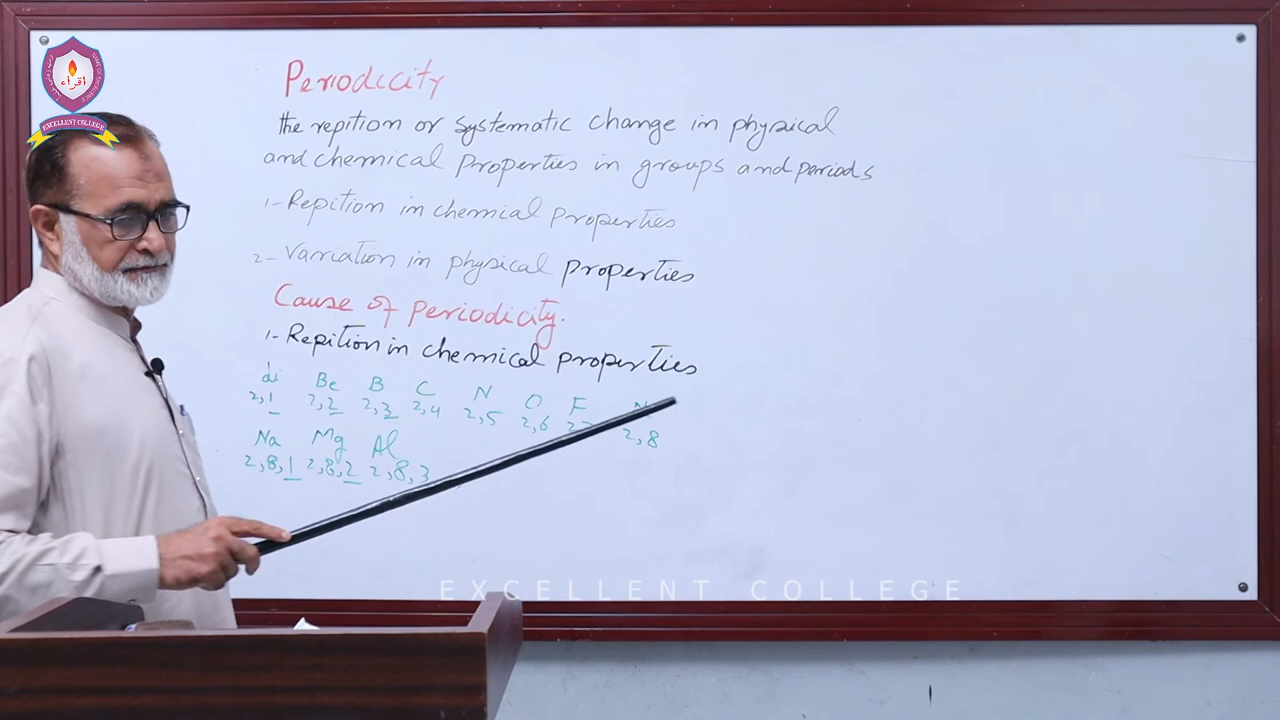 اقرأ
EXCELLENT COLLEGE
Periodicity
the repition or systematic change in physical
and chemical properties in groups and periods
1- Repition in chemial properties
2- Variation in physical properties
Cause of periodicity.
1- Repition in chemical properties
Li Be B C N O F
2,1 2,2 2,3 2,4 2,5 2,6 2,8
Na Mg Al
2,8,1 2,8,2 2,8,3
EXCELLENT COLLEGE